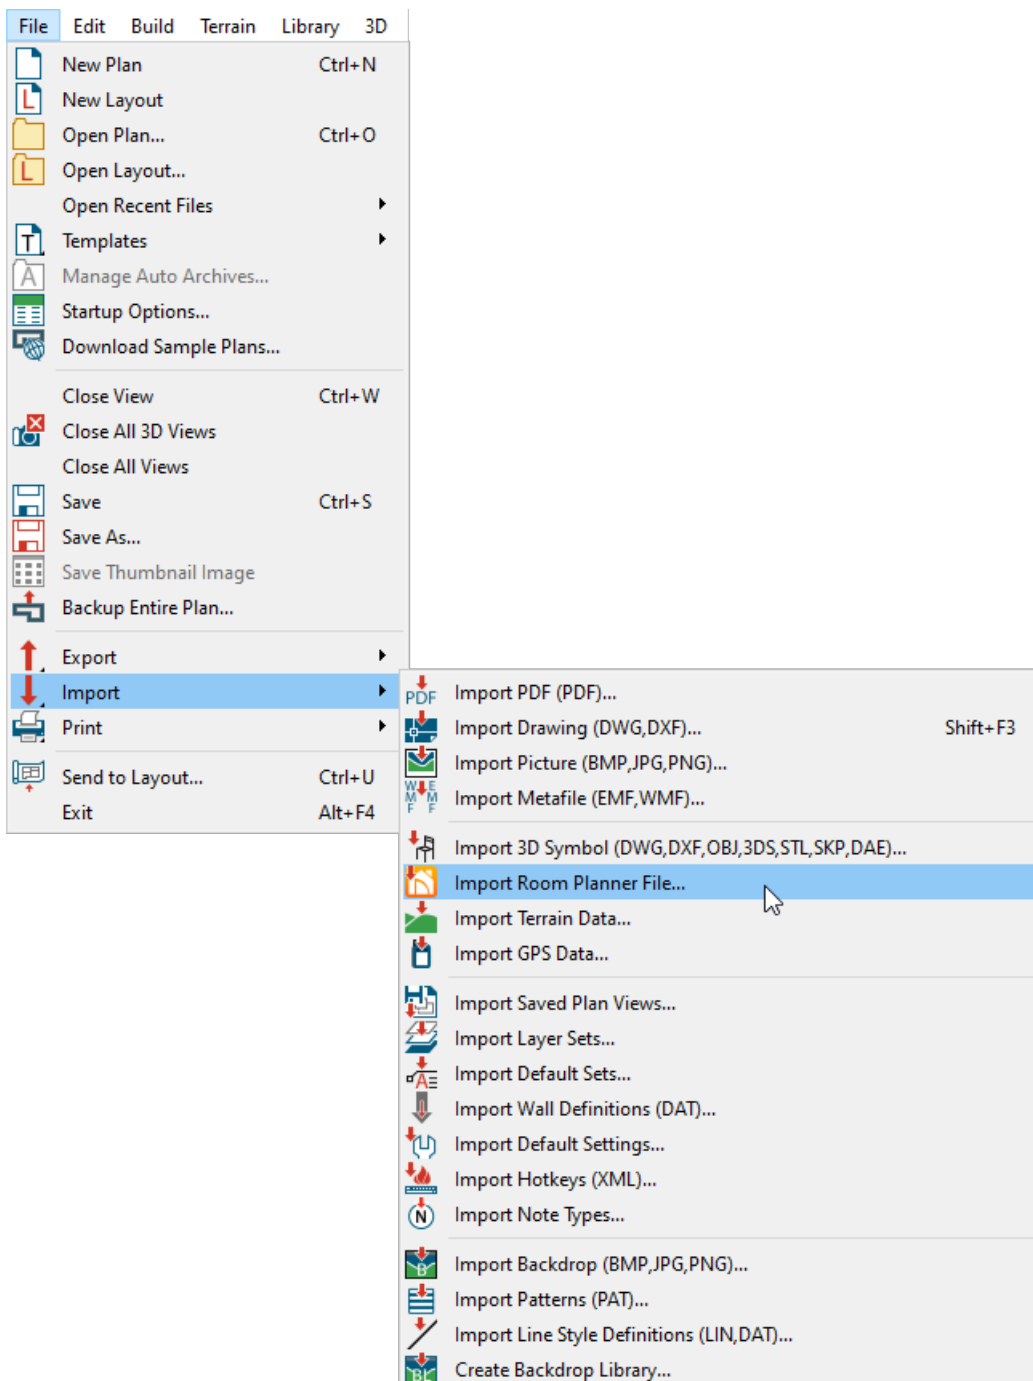 File Edit Build Terrain Library 3D
New Plan Ctrl+N
L New Layout
Open Plan... Ctrl+O
L Open Layout...
Open Recent Files
T Templates
A Manage Auto Archives...
Startup Options...
Download Sample Plans...
Close View Ctrl+W
Close All 3D Views
Close All Views
Save Ctrl+S
Save As...
Save Thumbnail Image
Backup Entire Plan...
Export
Import
Print
Send to Layout... Ctrl+U
Exit Alt+F4
PDF Import PDF (PDF)...
Import Drawing (DWG,DXF)... Shift+F3
Import Picture (BMP,JPG,PNG)...
WMF EMF Import Metafile (EMF,WMF)...
Import 3D Symbol (DWG,DXF,OBJ,3DS,STL,SKP,DAE)...
Import Room Planner File...
Import Terrain Data...
Import GPS Data...
Import Saved Plan Views...
Import Layer Sets...
A Import Default Sets...
Import Wall Definitions (DAT)...
Import Default Settings...
Import Hotkeys (XML)...
N Import Note Types...
B Import Backdrop (BMP,JPG,PNG)...
Import Patterns (PAT)...
Import Line Style Definitions (LIN,DAT)...
BK Create Backdrop Library...